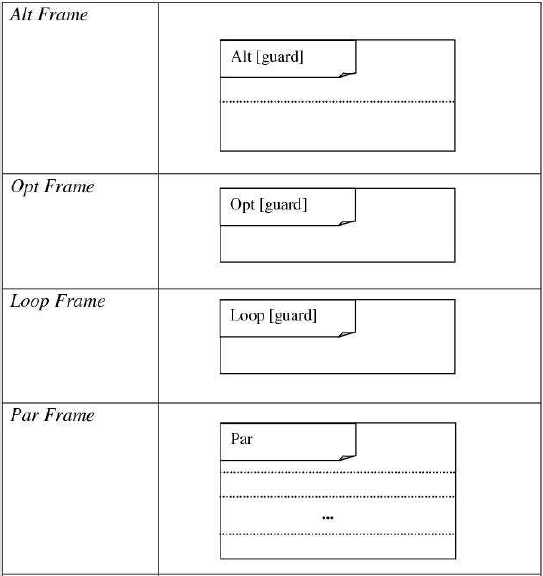 Alt Frame
Alt [guard]
Opt Frame
Opt [guard]
Loop Frame
Loop [guard]
Par Frame
Par
...